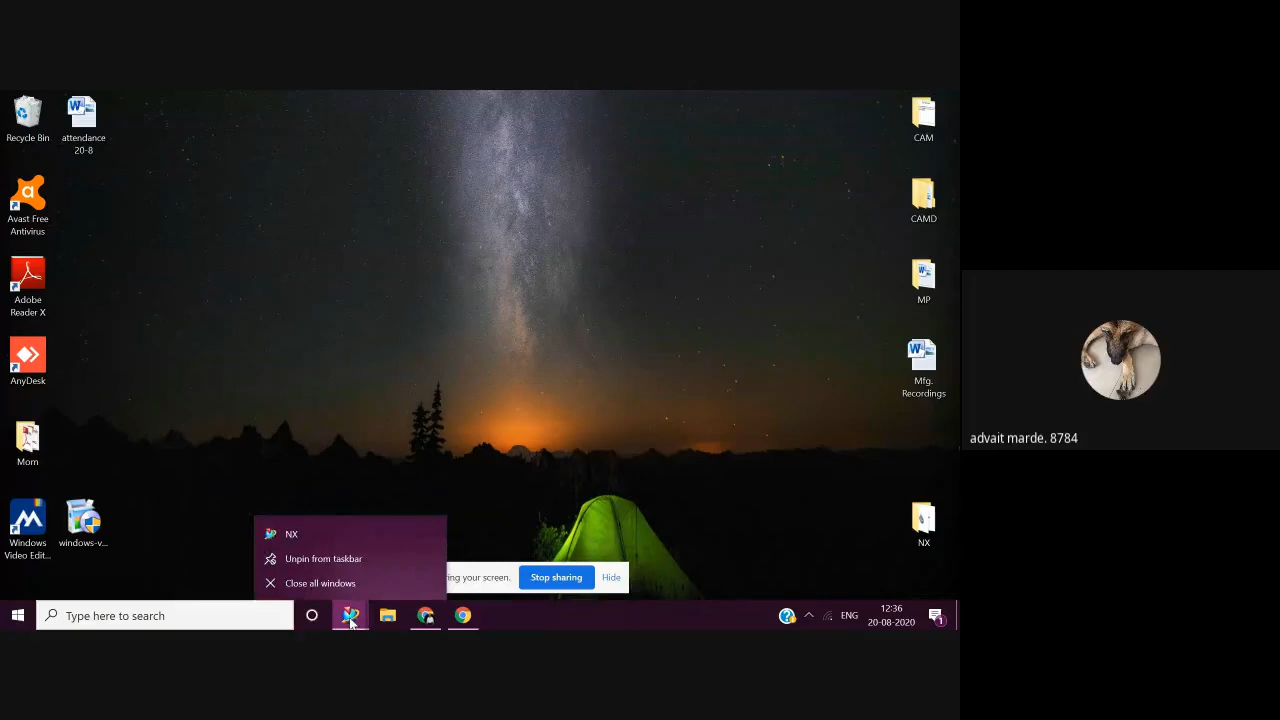 Recycle Bin
attendance
20-8
Avast Free
Antivirus
Adobe
Reader X
AnyDesk
Mom
Windows
Video Edit...
windows-v...
CAM
CAMD
MP
Mfg.
Recordings
NX
NX
Unpin from taskbar
Close all windows
ing your screen.
Stop sharing
Hide
Type here to search
ENG
12:36
20-08-2020
1
advait marde. 8784